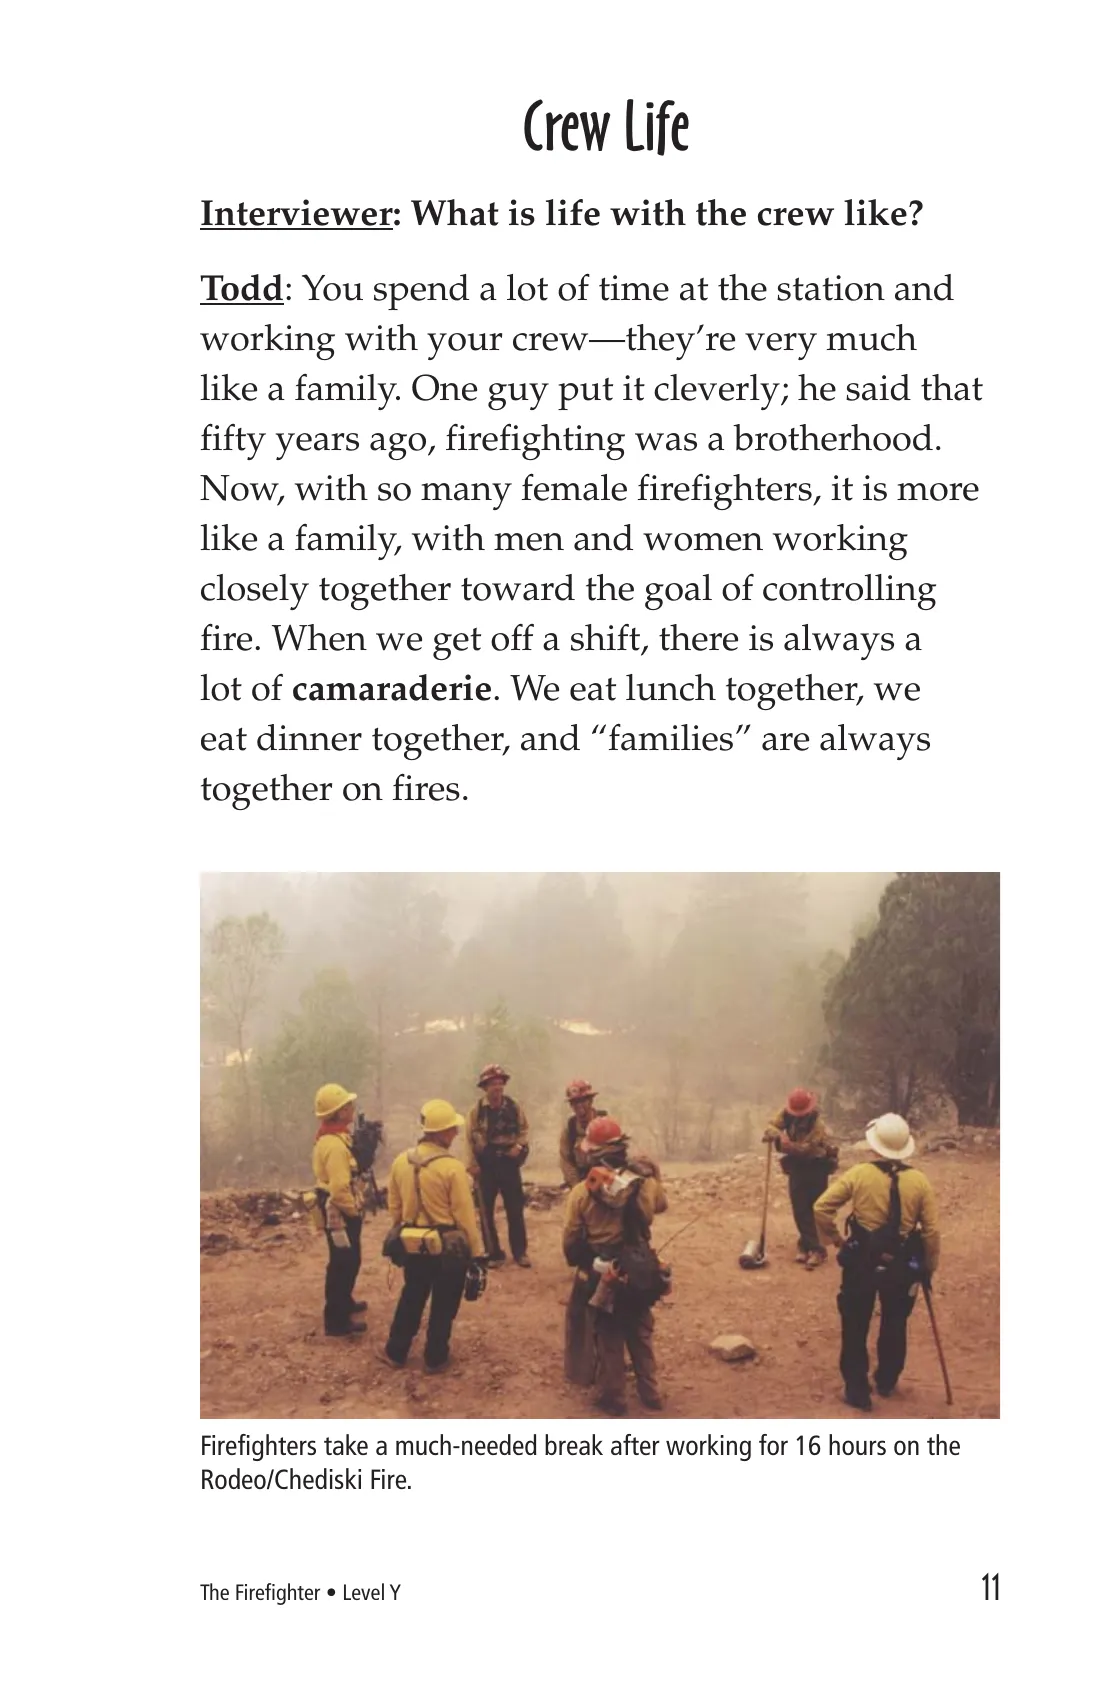 Crew Life
Interviewer: What is life with the crew like?
Todd: You spend a lot of time at the station and
working with your crew—they’re very much
like a family. One guy put it cleverly; he said that
fifty years ago, firefighting was a brotherhood.
Now, with so many female firefighters, it is more
like a family, with men and women working
closely together toward the goal of controlling
fire. When we get off a shift, there is always a
lot of camaraderie. We eat lunch together, we
eat dinner together, and “families” are always
together on fires.
Firefighters take a much-needed break after working for 16 hours on the
Rodeo/Chediski Fire.
The Firefighter • Level Y
11